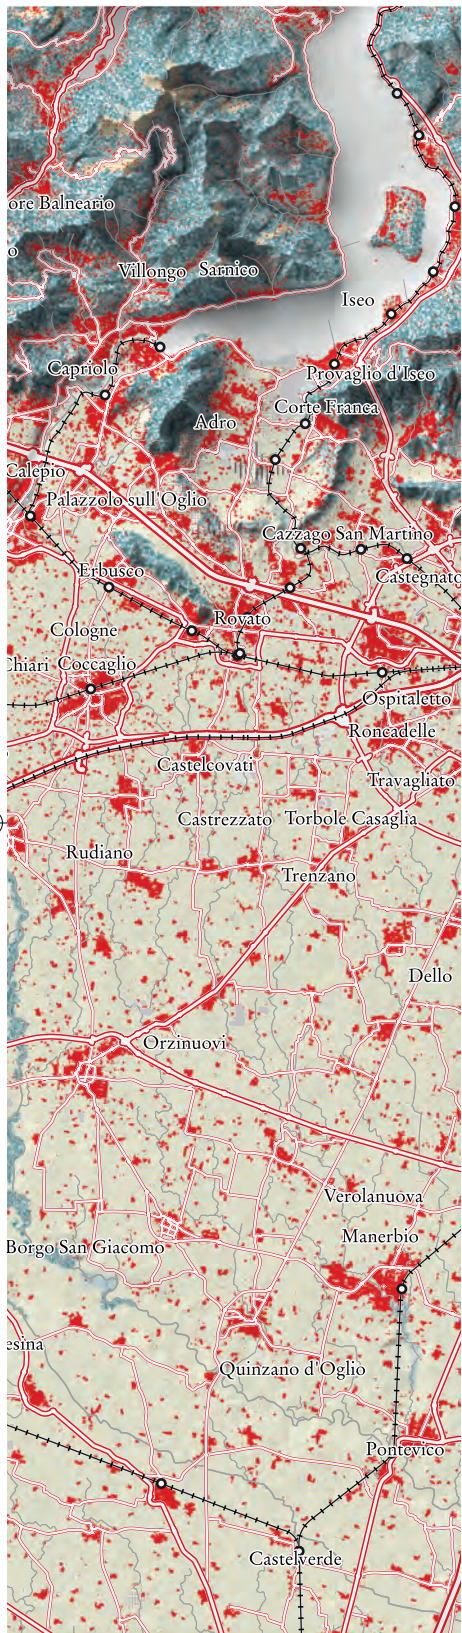 ore Balneario
o
Villongo Sarnico
Iseo
Capriolo
Provaglio d'Iseo
Corte Franca
Adro
Calepio
Palazzolo sull'Oglio
Cazzago San Martino
Erbusco
Castegnato
Rovato
Cologne
Chiari Coccaglio
Ospitaletto
Roncadelle
Castelcovati
Travagliato
Castrezzato Torbole Casaglia
Rudiano
Trenzano
Dello
Orzinuovi
Verolanuova
Manerbio
Borgo San Giacomo
esina
Quinzano d'Oglio
Pontevico
Castelverde